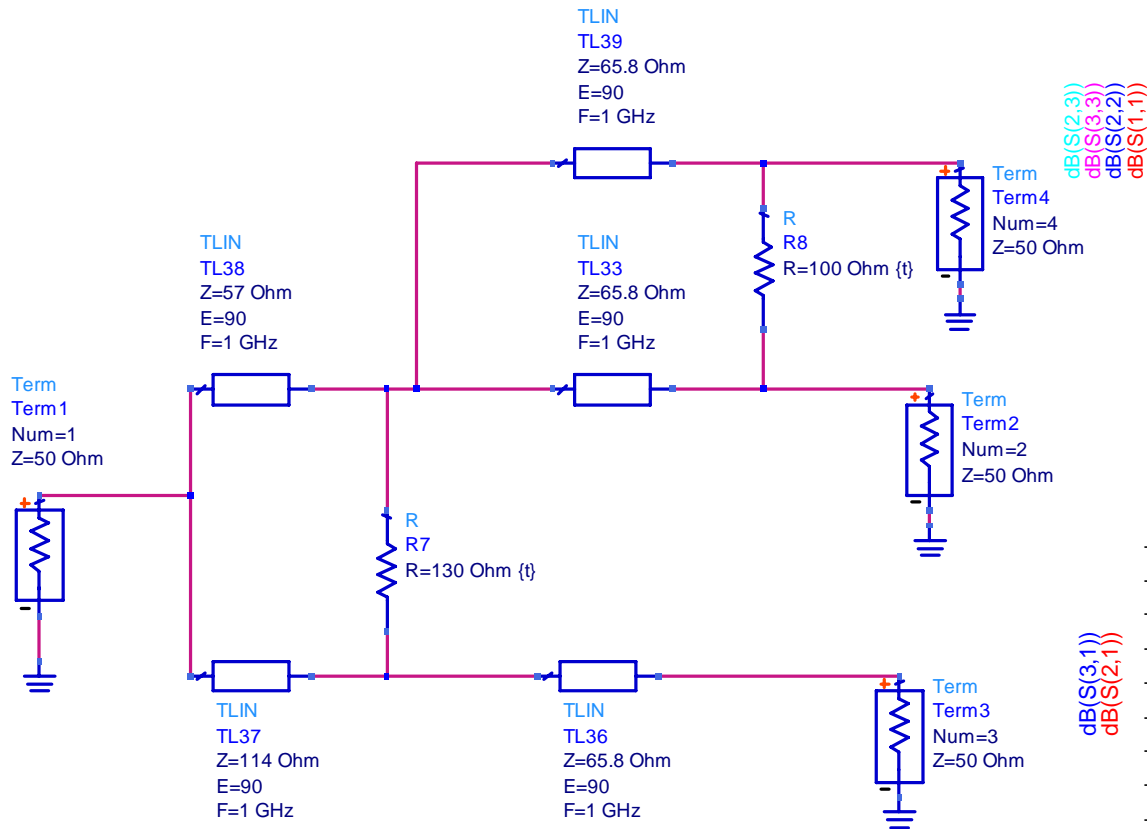 TLIN
TL39
Z=65.8 Ohm
E=90
F=1 GHz
dB(S(2,3))
dB(S(3,3))
dB(S(2,2))
dB(S(1,1))
+
Term
Term4
Num=4
Z=50 Ohm
-
R
R8
R=100 Ohm {t}
TLIN
TL38
Z=57 Ohm
E=90
F=1 GHz
TLIN
TL33
Z=65.8 Ohm
E=90
F=1 GHz
Term
Term1
Num=1
Z=50 Ohm
+
-
+
Term
Term2
Num=2
Z=50 Ohm
-
R
R7
R=130 Ohm {t}
TLIN
TL37
Z=114 Ohm
E=90
F=1 GHz
TLIN
TL36
Z=65.8 Ohm
E=90
F=1 GHz
+
Term
Term3
Num=3
Z=50 Ohm
-
dB(S(3,1))
dB(S(2,1))